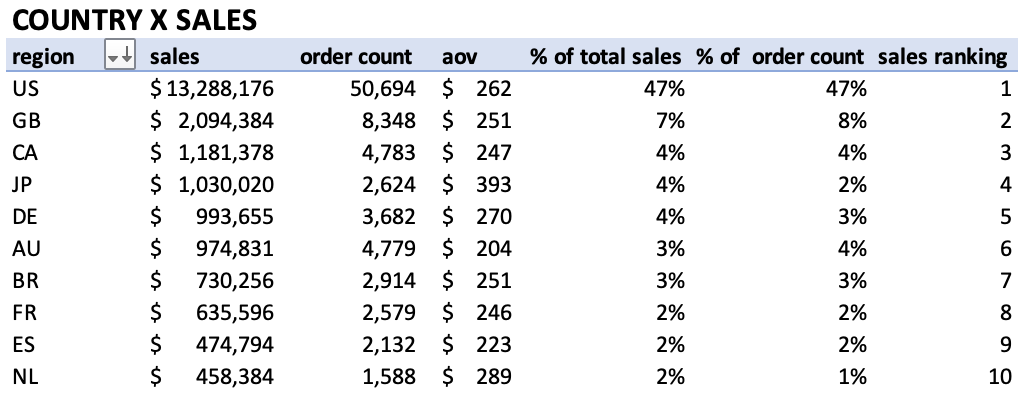 COUNTRY X SALES
region sales order count aov % of total sales % of order count sales ranking
US $ 13,288,176 50,694 $ 262 47% 47% 1
GB $ 2,094,384 8,348 $ 251 7% 8% 2
CA $ 1,181,378 4,783 $ 247 4% 4% 3
JP $ 1,030,020 2,624 $ 393 4% 2% 4
DE $ 993,655 3,682 $ 270 4% 3% 5
AU $ 974,831 4,779 $ 204 3% 4% 6
BR $ 730,256 2,914 $ 251 3% 3% 7
FR $ 635,596 2,579 $ 246 2% 2% 8
ES $ 474,794 2,132 $ 223 2% 2% 9
NL $ 458,384 1,588 $ 289 2% 1% 10